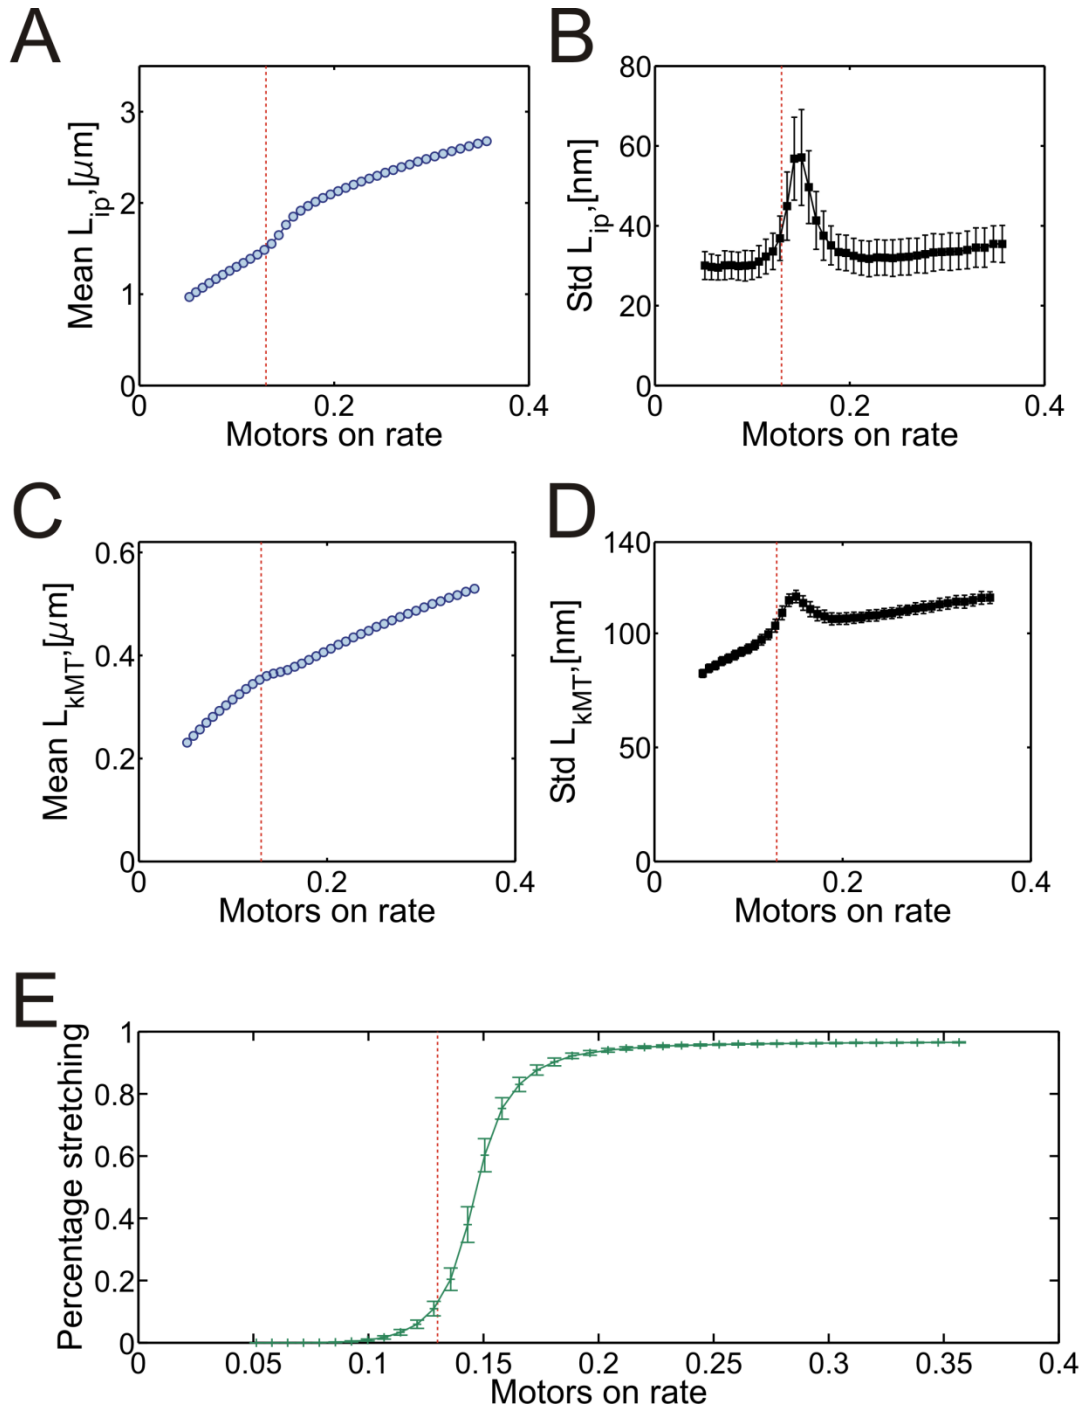 A
Mean L_ip,[μm]
3
2
1
0
0 0.2 0.4
Motors on rate
B
Std L_ip,[nm]
80
60
40
20
0
0 0.2 0.4
Motors on rate
C
Mean L_kMT,[μm]
0.6
0.4
0.2
0
0 0.2 0.4
Motors on rate
D
Std L_kMT,[nm]
140
100
50
0
0 0.2 0.4
Motors on rate
E
Percentage stretching
1
0.8
0.6
0.4
0.2
0
0 0.05 0.1 0.15 0.2 0.25 0.3 0.35 0.4
Motors on rate